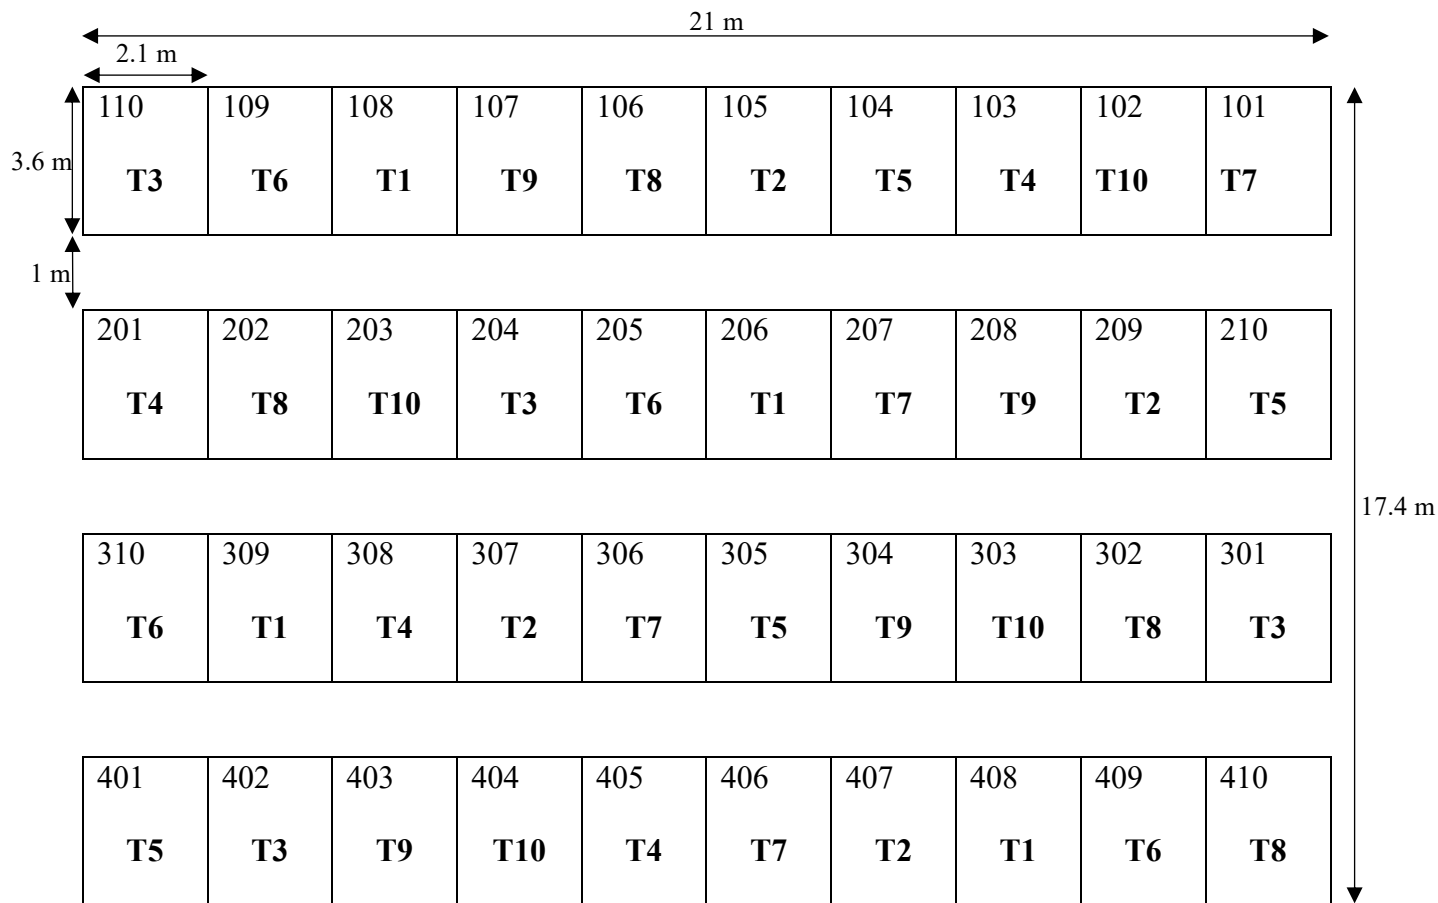 21 m
2.1 m
110 109 108 107 106 105 104 103 102 101
3.6 m
T3 T6 T1 T9 T8 T2 T5 T4 T10 T7
1 m
201 202 203 204 205 206 207 208 209 210
T4 T8 T10 T3 T6 T1 T7 T9 T2 T5
17.4 m
310 309 308 307 306 305 304 303 302 301
T6 T1 T4 T2 T7 T5 T9 T10 T8 T3
401 402 403 404 405 406 407 408 409 410
T5 T3 T9 T10 T4 T7 T2 T1 T6 T8